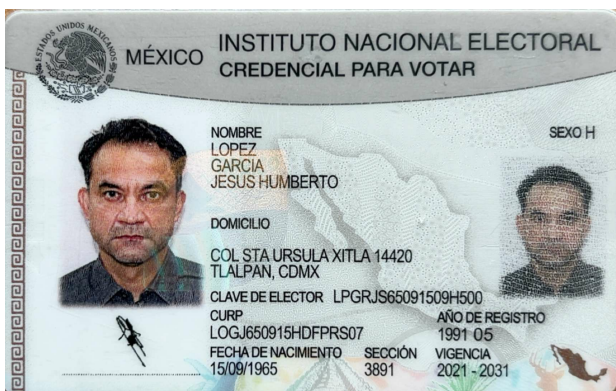 ESTADOS UNIDOS MEXICANOS
MÉXICO
INSTITUTO NACIONAL ELECTORAL
CREDENCIAL PARA VOTAR
NOMBRE
SEXO H
LOPEZ
GARCIA
JESUS HUMBERTO
DOMICILIO
COL STA URSULA XITLA 14420
TLALPAN, CDMX
CLAVE DE ELECTOR LPGRJS65091509H500
CURP
AÑO DE REGISTRO
LOGJ650915HDFPRS07
1991 05
FECHA DE NACIMIENTO SECCIÓN VIGENCIA
15/09/1965 3891 2021 - 2031